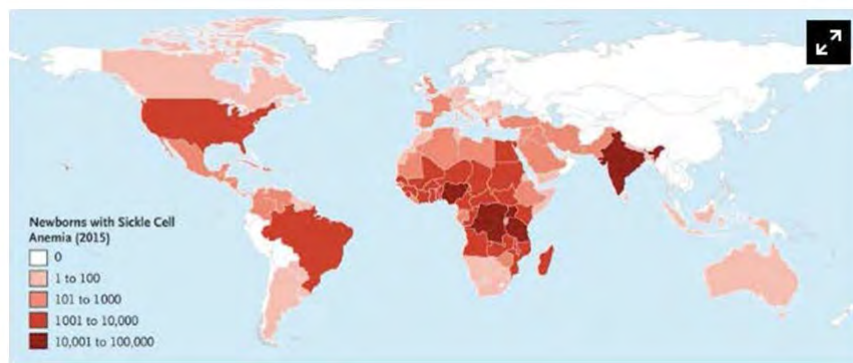 Newborns with Sickle Cell
Anemia (2015)
0
1 to 100
101 to 1000
1001 to 10,000
10,001 to 100,000